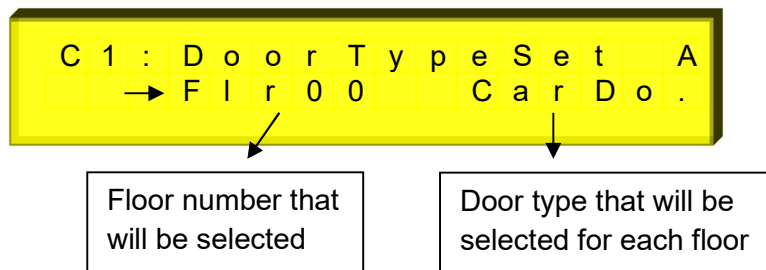 C1:DoorTypeSet A
→Flr00 CarDo.
Floor number that
will be selected
Door type that will be
selected for each floor